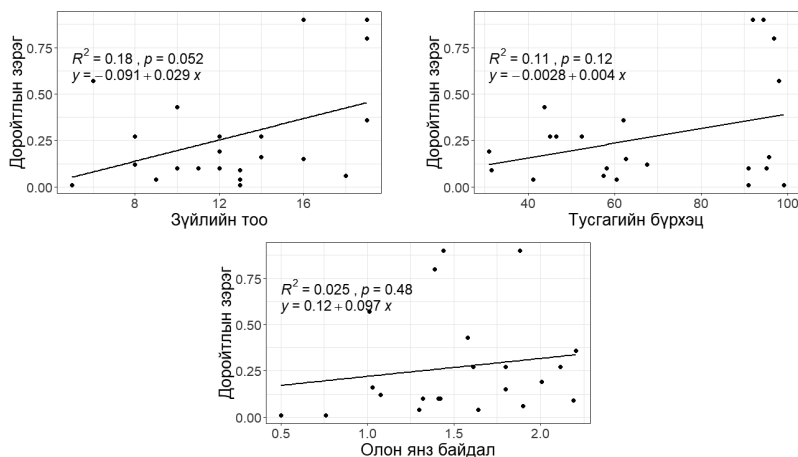 R² = 0.18 , p = 0.052
y = −0.091 + 0.029 x
Доройтлын зэрэг
0.75
0.50
0.25
0.00
8
12
16
Зүйлийн тоо
R² = 0.11 , p = 0.12
y = −0.0028 + 0.004 x
Доройтлын зэрэг
0.75
0.50
0.25
0.00
40
60
80
100
Тусгагийн бүрхэц
R² = 0.025 , p = 0.48
y = 0.12 + 0.097 x
Доройтлын зэрэг
0.75
0.50
0.25
0.00
0.5
1.0
1.5
2.0
Олон янз байдал